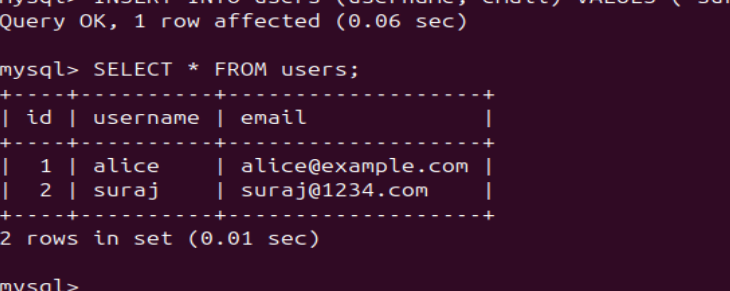 mysql> INSERT INTO users (username, email) VALUES (
Query OK, 1 row affected (0.06 sec)
mysql> SELECT * FROM users;
+----+----------+-------------------+
| id | username | email             |
+----+----------+-------------------+
|  1 | alice    | alice@example.com |
|  2 | suraj    | suraj@1234.com    |
+----+----------+-------------------+
2 rows in set (0.01 sec)
mysql>